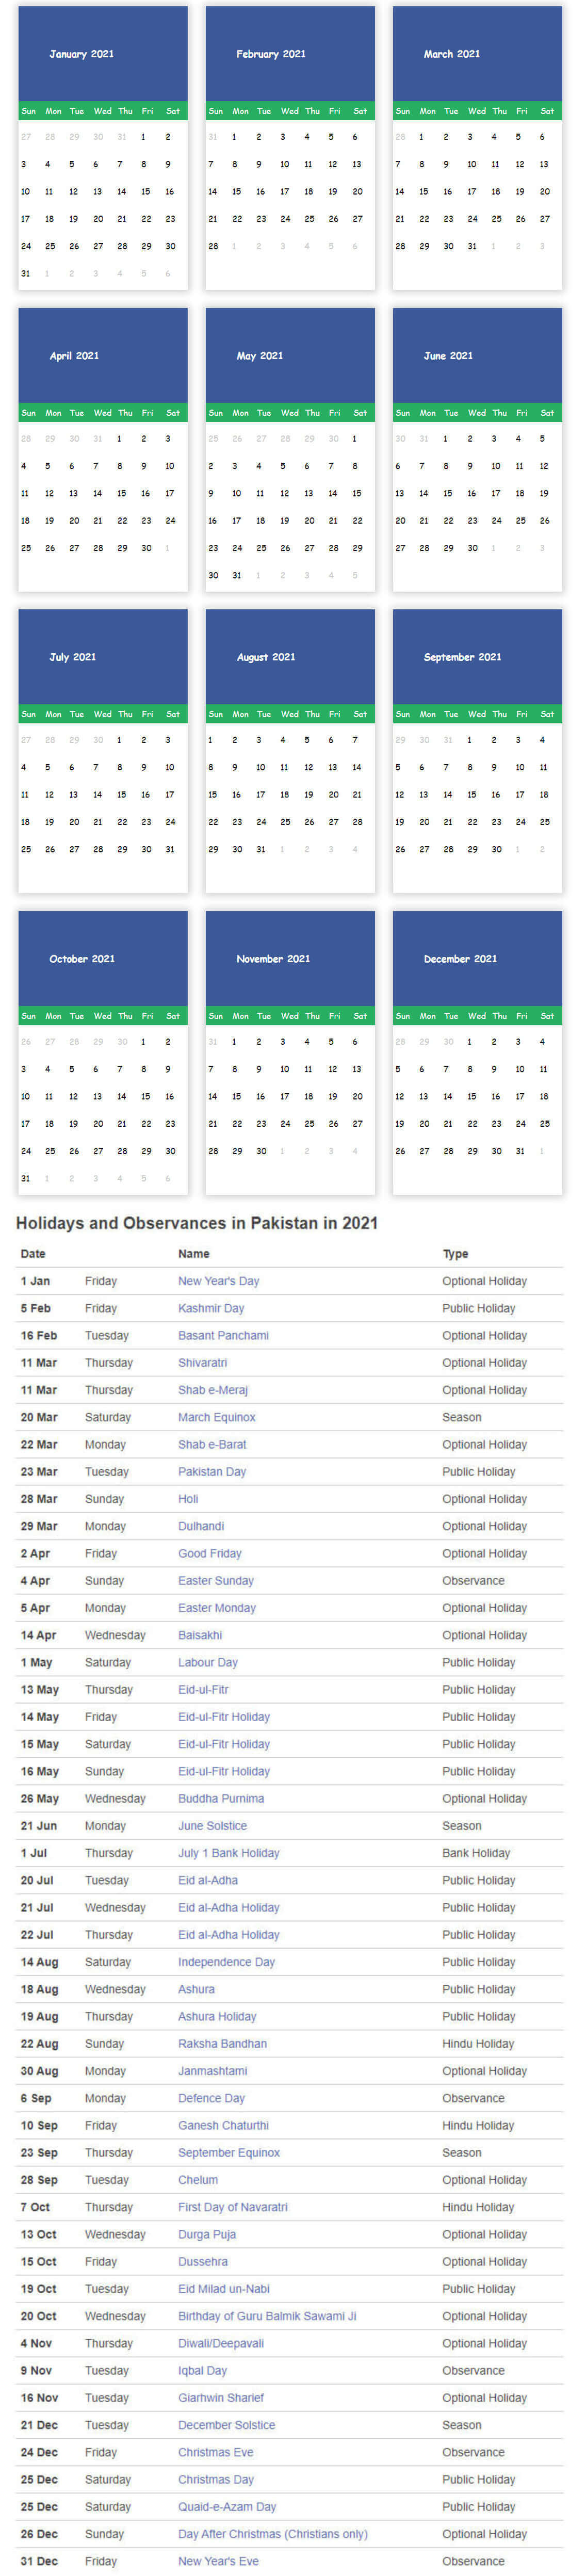 January 2021
Sun Mon Tue Wed Thu Fri Sat
27 28 29 30 31 1 2
3 4 5 6 7 8 9
10 11 12 13 14 15 16
17 18 19 20 21 22 23
24 25 26 27 28 29 30
31 1 2 3 4 5 6
February 2021
Sun Mon Tue Wed Thu Fri Sat
31 1 2 3 4 5 6
7 8 9 10 11 12 13
14 15 16 17 18 19 20
21 22 23 24 25 26 27
28 1 2 3 4 5 6
March 2021
Sun Mon Tue Wed Thu Fri Sat
28 1 2 3 4 5 6
7 8 9 10 11 12 13
14 15 16 17 18 19 20
21 22 23 24 25 26 27
28 29 30 31 1 2 3
April 2021
Sun Mon Tue Wed Thu Fri Sat
28 29 30 31 1 2 3
4 5 6 7 8 9 10
11 12 13 14 15 16 17
18 19 20 21 22 23 24
25 26 27 28 29 30 1
May 2021
Sun Mon Tue Wed Thu Fri Sat
25 26 27 28 29 30 1
2 3 4 5 6 7 8
9 10 11 12 13 14 15
16 17 18 19 20 21 22
23 24 25 26 27 28 29
30 31 1 2 3 4 5
June 2021
Sun Mon Tue Wed Thu Fri Sat
30 31 1 2 3 4 5
6 7 8 9 10 11 12
13 14 15 16 17 18 19
20 21 22 23 24 25 26
27 28 29 30 1 2 3
July 2021
Sun Mon Tue Wed Thu Fri Sat
27 28 29 30 1 2 3
4 5 6 7 8 9 10
11 12 13 14 15 16 17
18 19 20 21 22 23 24
25 26 27 28 29 30 31
August 2021
Sun Mon Tue Wed Thu Fri Sat
1 2 3 4 5 6 7
8 9 10 11 12 13 14
15 16 17 18 19 20 21
22 23 24 25 26 27 28
29 30 31 1 2 3 4
September 2021
Sun Mon Tue Wed Thu Fri Sat
29 30 31 1 2 3 4
5 6 7 8 9 10 11
12 13 14 15 16 17 18
19 20 21 22 23 24 25
26 27 28 29 30 1 2
October 2021
Sun Mon Tue Wed Thu Fri Sat
26 27 28 29 30 1 2
3 4 5 6 7 8 9
10 11 12 13 14 15 16
17 18 19 20 21 22 23
24 25 26 27 28 29 30
31 1 2 3 4 5 6
November 2021
Sun Mon Tue Wed Thu Fri Sat
31 1 2 3 4 5 6
7 8 9 10 11 12 13
14 15 16 17 18 19 20
21 22 23 24 25 26 27
28 29 30 1 2 3 4
December 2021
Sun Mon Tue Wed Thu Fri Sat
28 29 30 1 2 3 4
5 6 7 8 9 10 11
12 13 14 15 16 17 18
19 20 21 22 23 24 25
26 27 28 29 30 31 1
Holidays and Observances in Pakistan in 2021
Date Name Type
1 Jan Friday New Year's Day Optional Holiday
5 Feb Friday Kashmir Day Public Holiday
16 Feb Tuesday Basant Panchami Optional Holiday
11 Mar Thursday Shivaratri Optional Holiday
11 Mar Thursday Shab e-Meraj Optional Holiday
20 Mar Saturday March Equinox Season
22 Mar Monday Shab e-Barat Optional Holiday
23 Mar Tuesday Pakistan Day Public Holiday
28 Mar Sunday Holi Optional Holiday
29 Mar Monday Dulhandi Optional Holiday
2 Apr Friday Good Friday Optional Holiday
4 Apr Sunday Easter Sunday Observance
5 Apr Monday Easter Monday Optional Holiday
14 Apr Wednesday Baisakhi Optional Holiday
1 May Saturday Labour Day Public Holiday
13 May Thursday Eid-ul-Fitr Public Holiday
14 May Friday Eid-ul-Fitr Holiday Public Holiday
15 May Saturday Eid-ul-Fitr Holiday Public Holiday
16 May Sunday Eid-ul-Fitr Holiday Public Holiday
26 May Wednesday Buddha Purnima Optional Holiday
21 Jun Monday June Solstice Season
1 Jul Thursday July 1 Bank Holiday Bank Holiday
20 Jul Tuesday Eid al-Adha Public Holiday
21 Jul Wednesday Eid al-Adha Holiday Public Holiday
22 Jul Thursday Eid al-Adha Holiday Public Holiday
14 Aug Saturday Independence Day Public Holiday
18 Aug Wednesday Ashura Public Holiday
19 Aug Thursday Ashura Holiday Public Holiday
22 Aug Sunday Raksha Bandhan Hindu Holiday
30 Aug Monday Janmashtami Optional Holiday
6 Sep Monday Defence Day Observance
10 Sep Friday Ganesh Chaturthi Hindu Holiday
23 Sep Thursday September Equinox Season
28 Sep Tuesday Chelum Optional Holiday
7 Oct Thursday First Day of Navaratri Hindu Holiday
13 Oct Wednesday Durga Puja Optional Holiday
15 Oct Friday Dussehra Optional Holiday
19 Oct Tuesday Eid Milad un-Nabi Public Holiday
20 Oct Wednesday Birthday of Guru Balmik Sawami Ji Optional Holiday
4 Nov Thursday Diwali/Deepavali Optional Holiday
9 Nov Tuesday Iqbal Day Observance
16 Nov Tuesday Giarhwin Sharief Optional Holiday
21 Dec Tuesday December Solstice Season
24 Dec Friday Christmas Eve Observance
25 Dec Saturday Christmas Day Public Holiday
25 Dec Saturday Quaid-e-Azam Day Public Holiday
26 Dec Sunday Day After Christmas (Christians only) Optional Holiday
31 Dec Friday New Year's Eve Observance